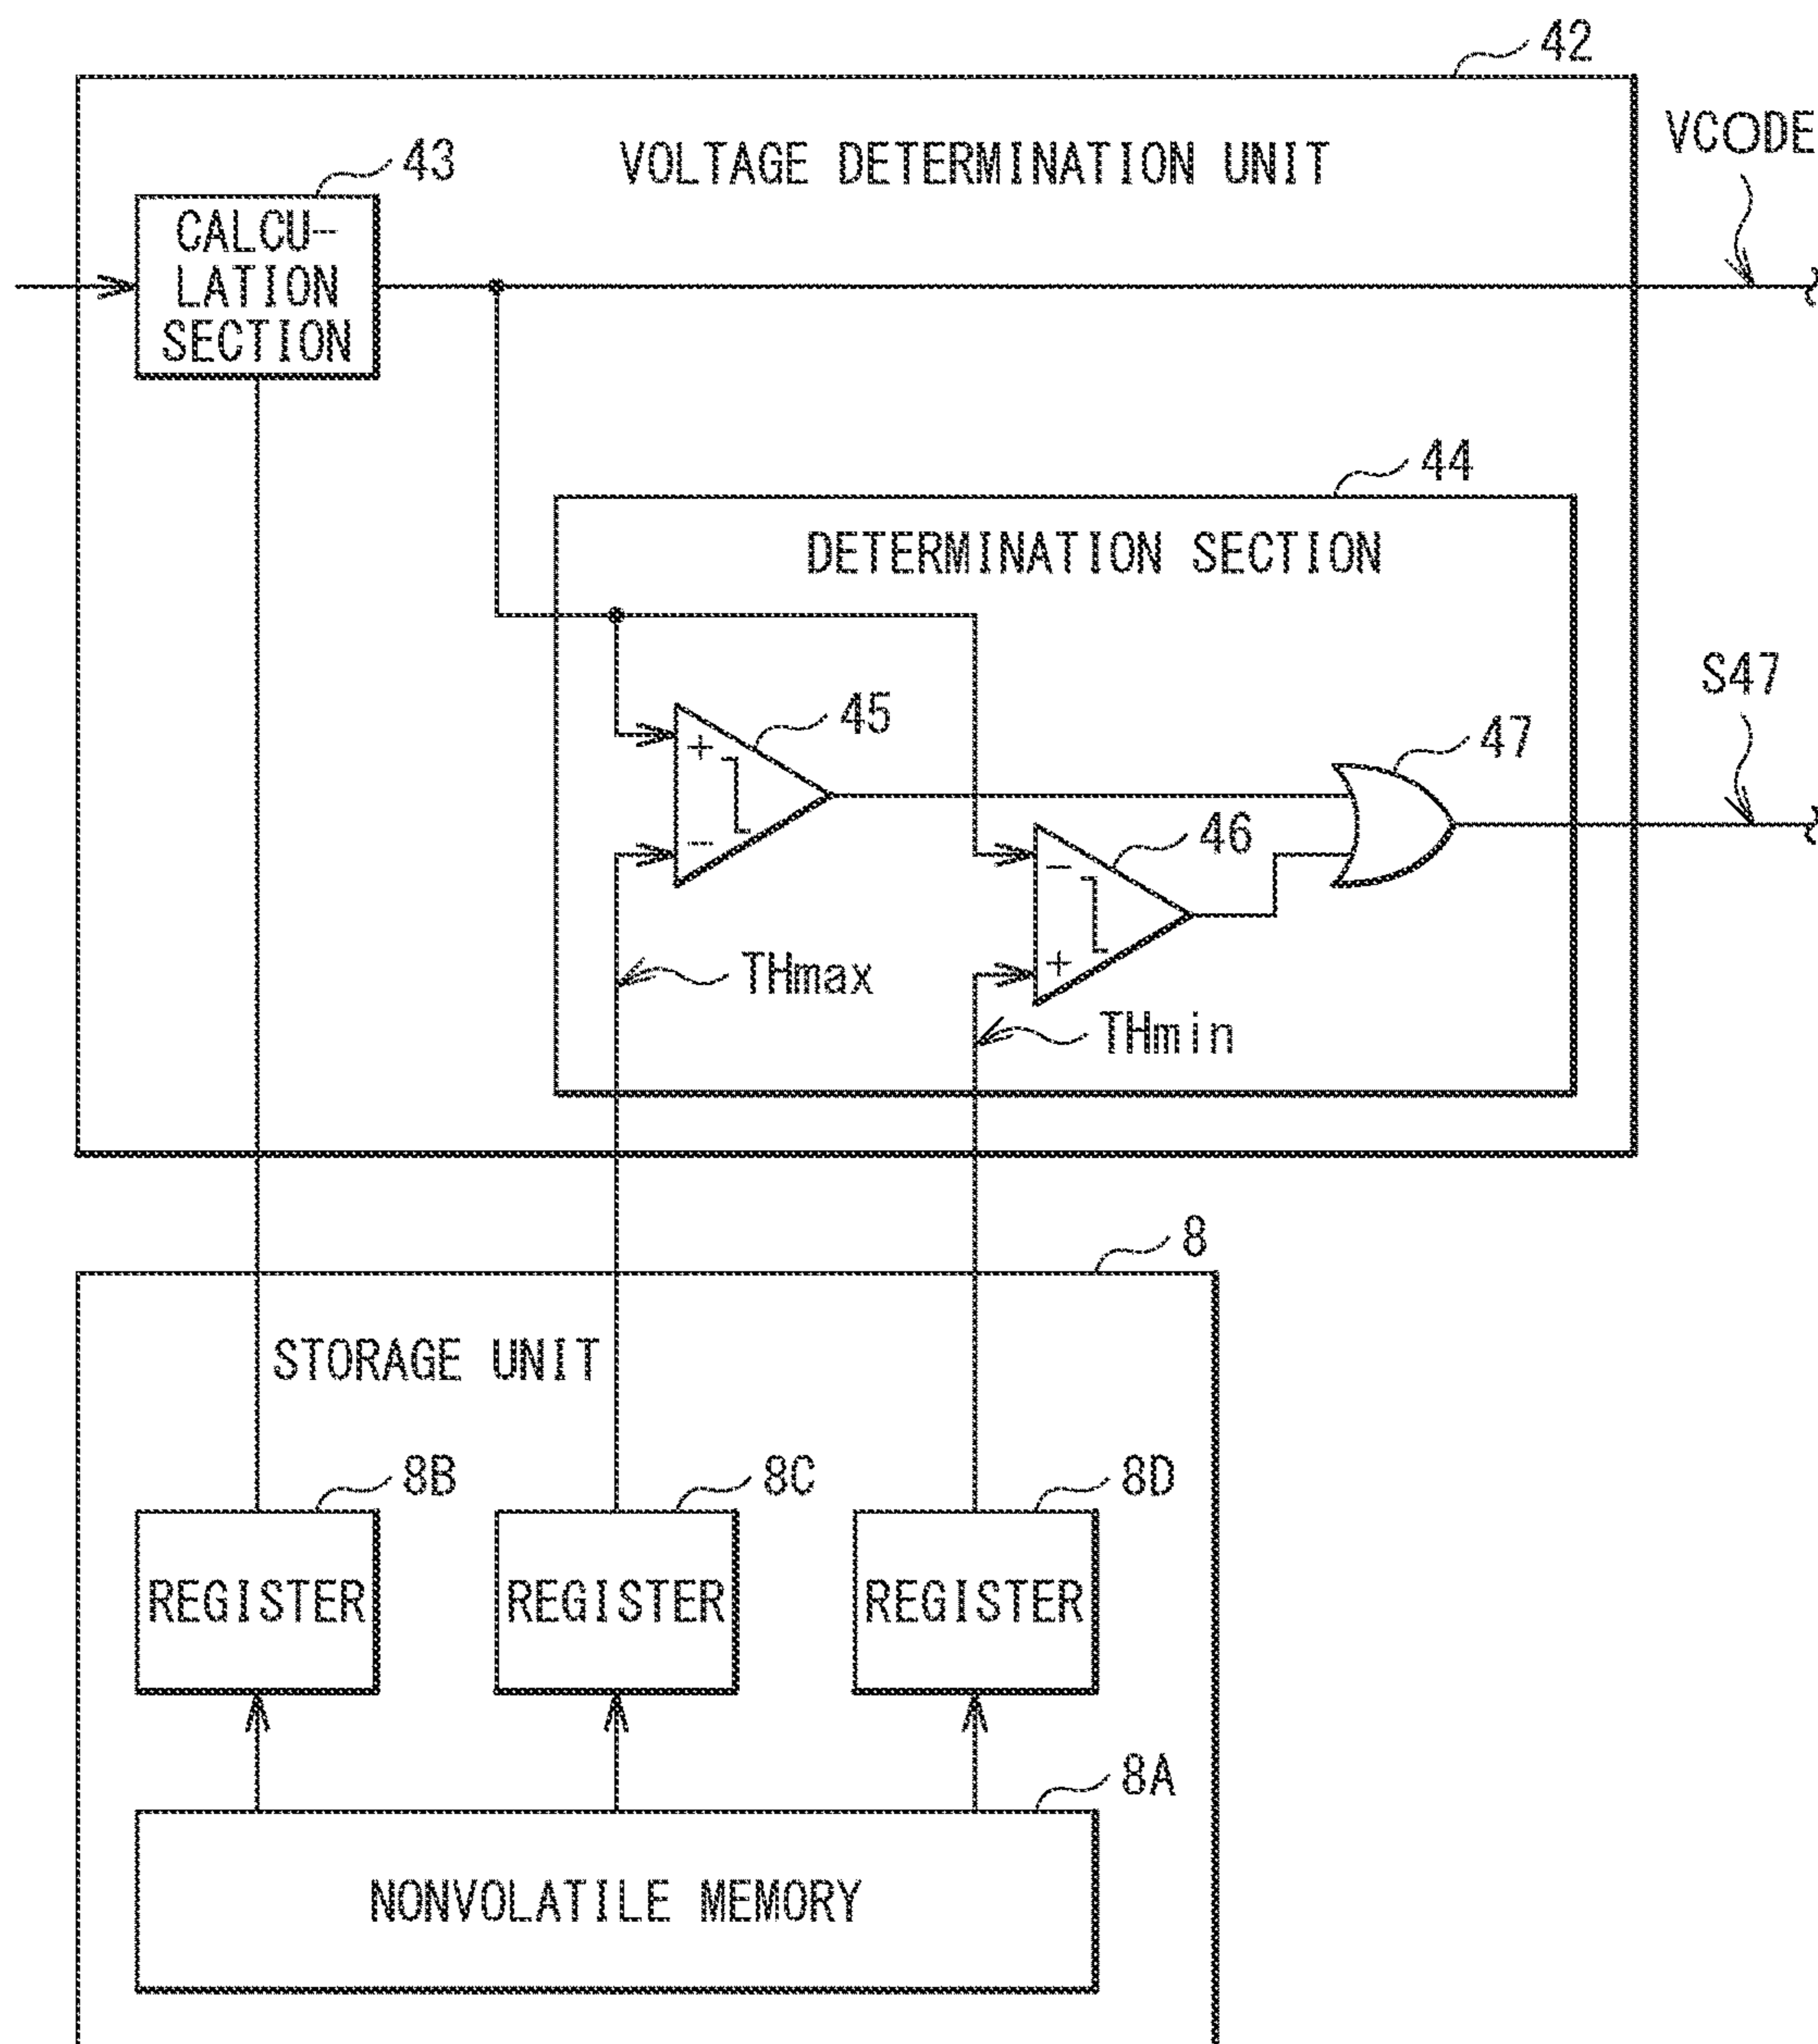 42
VOLTAGE DETERMINATION UNIT
VCODE
43
CALCU-
LATION
SECTION
44
DETERMINATION SECTION
S47
45
+
-
47
46
-
+
THmax
THmin
8
STORAGE UNIT
8B
8C
8D
REGISTER
REGISTER
REGISTER
8A
NONVOLATILE MEMORY